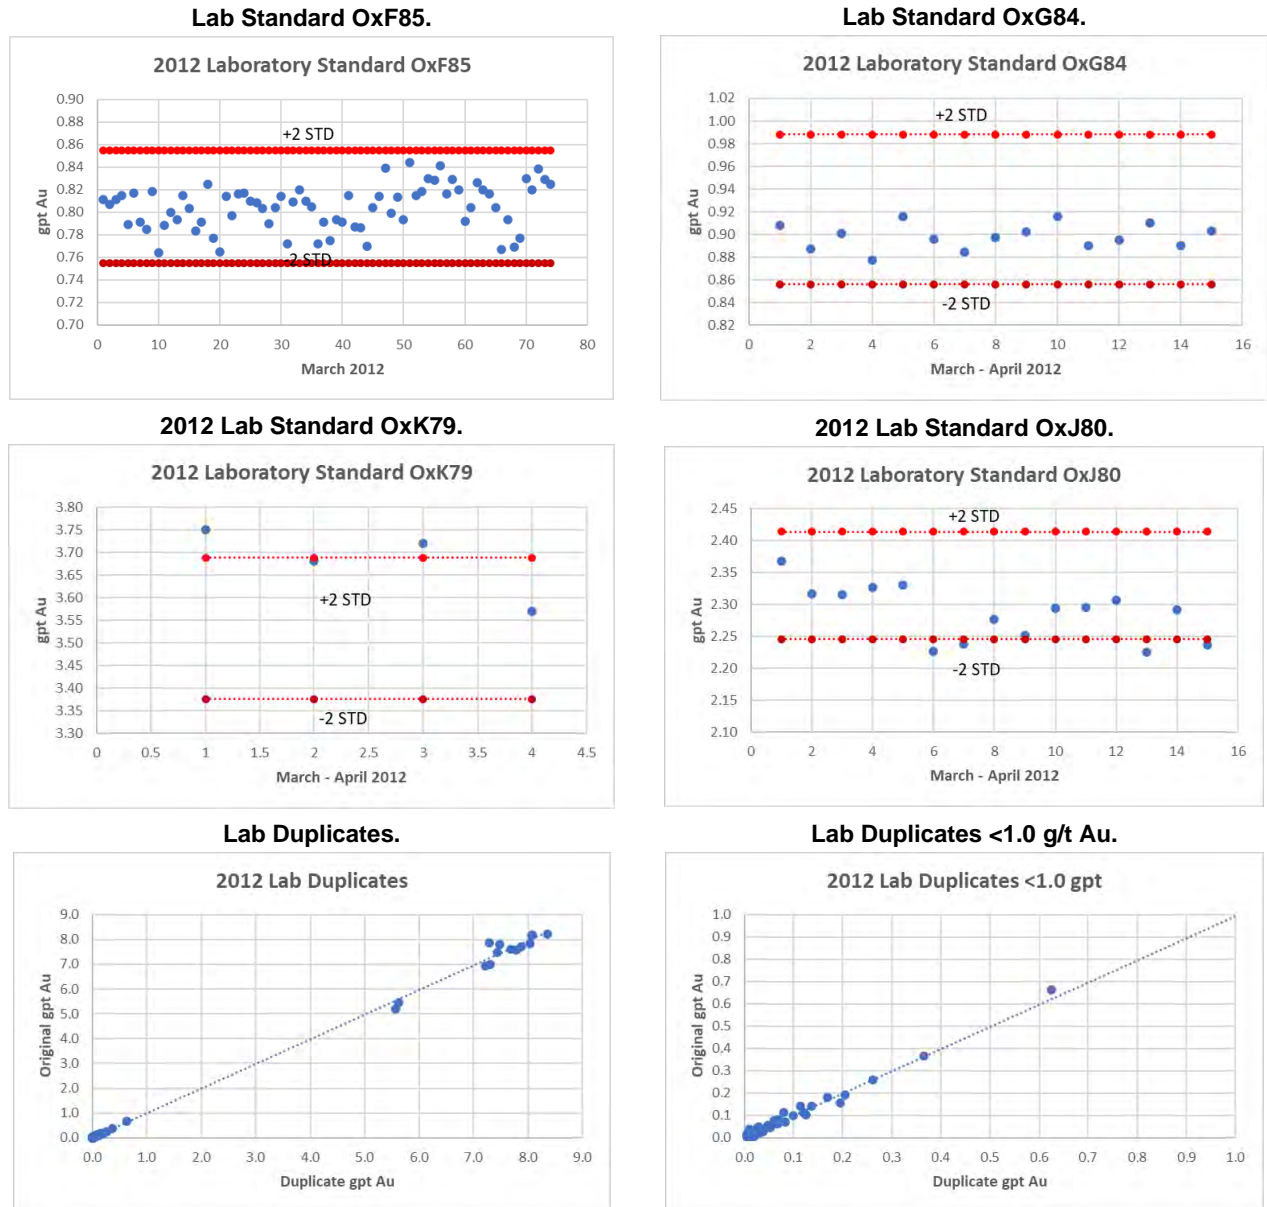 Lab Standard OxF85.
2012 Laboratory Standard OxF85
0.90
0.88
0.86
0.84
0.82
0.80
0.78
0.76
0.74
0.72
0.70
gpt Au
+2 STD
-2 STD
0 10 20 30 40 50 60 70 80
March 2012
Lab Standard OxG84.
2012 Laboratory Standard OxG84
1.02
1.00
0.98
0.96
0.94
0.92
0.90
0.88
0.86
0.84
0.82
gpt Au
+2 STD
-2 STD
0 2 4 6 8 10 12 14 16
March - April 2012
2012 Lab Standard OxK79.
2012 Laboratory Standard OxK79
3.80
3.75
3.70
3.65
3.60
3.55
3.50
3.45
3.40
3.35
3.30
gpt Au
+2 STD
-2 STD
0 0.5 1 1.5 2 2.5 3 3.5 4 4.5
March - April 2012
2012 Lab Standard OxJ80.
2012 Laboratory Standard OxJ80
2.45
2.40
2.35
2.30
2.25
2.20
2.15
2.10
gpt Au
+2 STD
-2 STD
0 2 4 6 8 10 12 14 16
March - April 2012
Lab Duplicates.
2012 Lab Duplicates
9.0
8.0
7.0
6.0
5.0
4.0
3.0
2.0
1.0
0.0
Original gpt Au
0.0 1.0 2.0 3.0 4.0 5.0 6.0 7.0 8.0 9.0
Duplicate gpt Au
Lab Duplicates <1.0 g/t Au.
2012 Lab Duplicates <1.0 gpt
1.0
0.9
0.8
0.7
0.6
0.5
0.4
0.3
0.2
0.1
0.0
Original gpt Au
0.0 0.1 0.2 0.3 0.4 0.5 0.6 0.7 0.8 0.9 1.0
Duplicate gpt Au